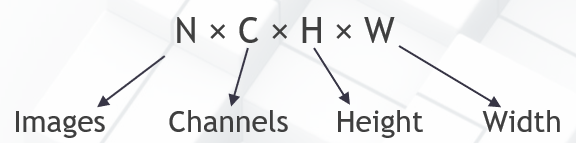 N × C × H × W
Images Channels Height Width